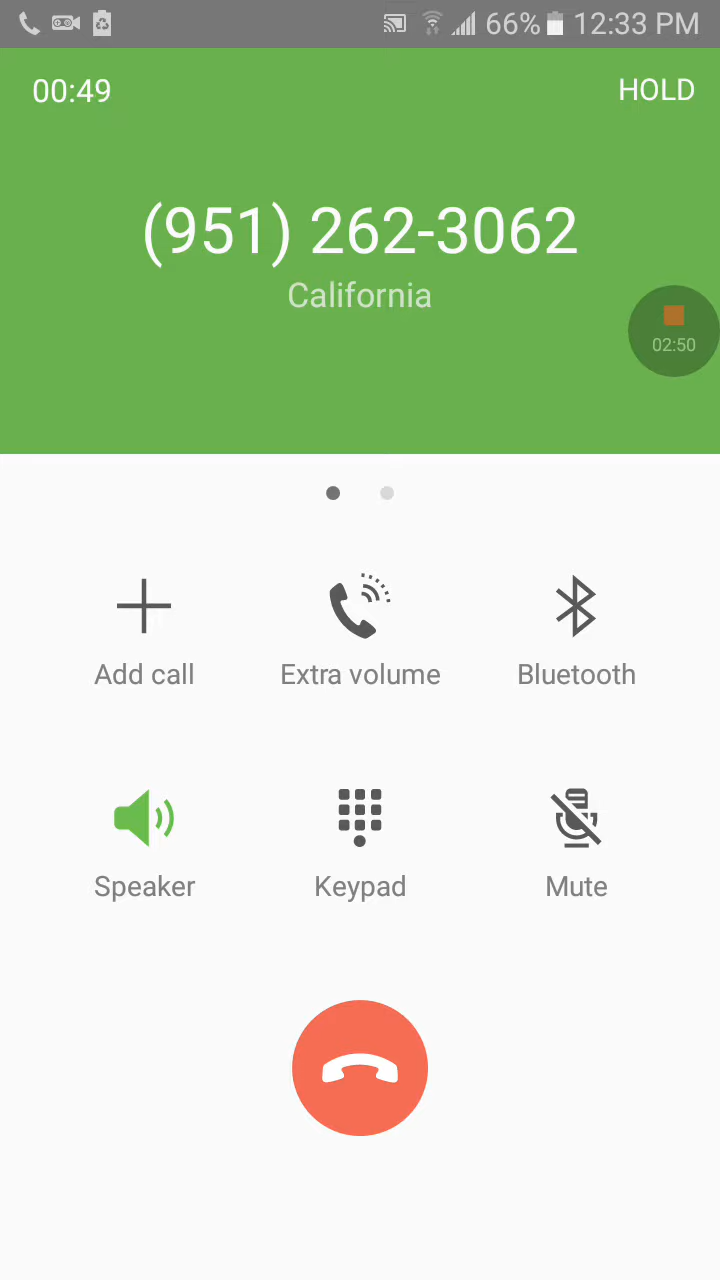 66% 12:33 PM
00:49 HOLD
(951) 262-3062
California
02:50
Add call Extra volume Bluetooth
Speaker Keypad Mute